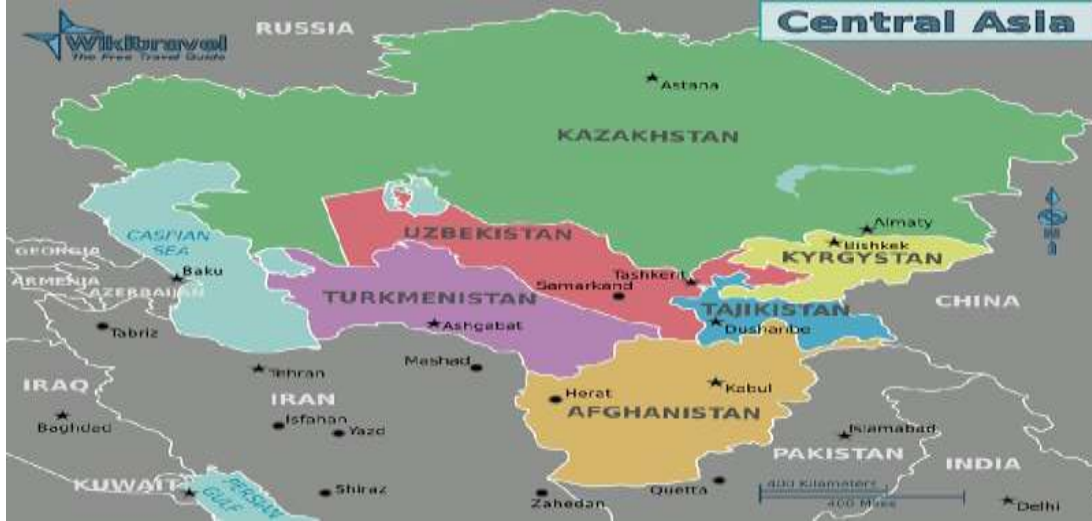 RUSSIA
Central Asia
Wikitravel
The Free Travel Guide
Astana
KAZAKHSTAN
CASPIAN
SEA
UZBEKISTAN
Almaty
Bishkek
KYRGYSTAN
GEORGIA
ARMENIA
AZERBAIJAN
Baku
Tashkent
Samarkand
TURKMENISTAN
TAJIKISTAN
CHINA
Tabriz
Ashgabat
Dushanbe
Mashad
Tehran
IRAQ
IRAN
Herat
Kabul
AFGHANISTAN
Baghdad
Isfahan
Yazd
Islamabad
PAKISTAN
INDIA
KUWAIT
PERSIAN
GULF
Shiraz
Zahedan
Quetta
400 Kilometers
400 Miles
Delhi